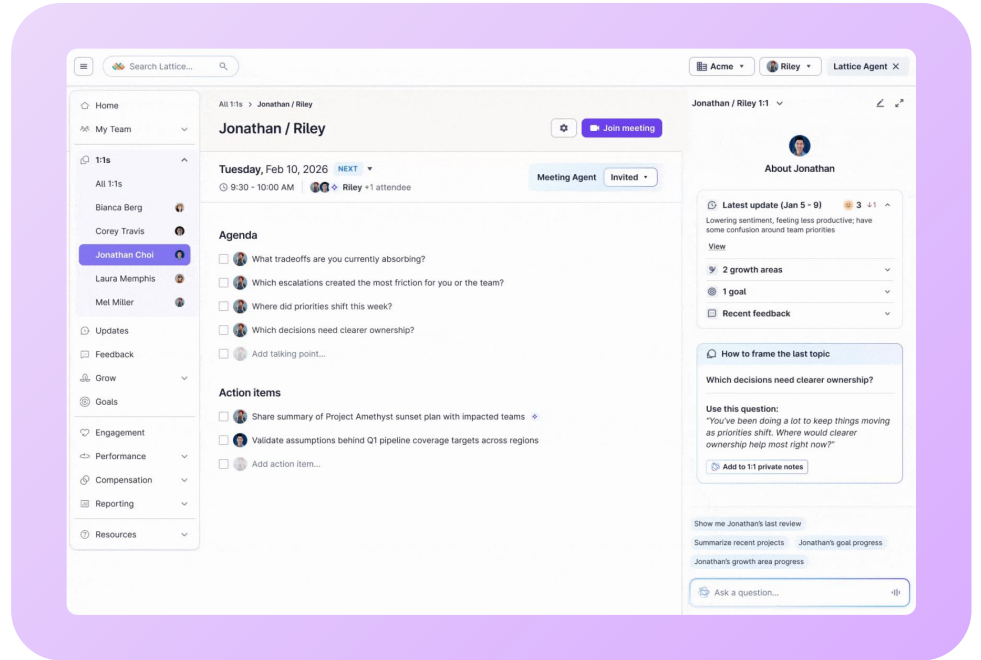 Search Lattice...
Acme
Riley
Lattice Agent
Home
My Team
1:1s
All 1:1s
Bianca Berg
Corey Travis
Jonathan Choi
Laura Memphis
Mel Miller
Updates
Feedback
Grow
Goals
Engagement
Performance
Compensation
Reporting
Resources
All 1:1s > Jonathan / Riley
Jonathan / Riley
Join meeting
Tuesday, Feb 10, 2026 NEXT
9:30 - 10:00 AM Riley +1 attendee
Meeting Agent Invited
Agenda
What tradeoffs are you currently absorbing?
Which escalations created the most friction for you or the team?
Where did priorities shift this week?
Which decisions need clearer ownership?
Add talking point...
Action items
Share summary of Project Amethyst sunset plan with impacted teams
Validate assumptions behind Q1 pipeline coverage targets across regions
Add action item...
Jonathan / Riley 1:1
About Jonathan
Latest update (Jan 5 - 9) 3 ↓1
Lowering sentiment, feeling less productive; have
some confusion around team priorities
View
2 growth areas
1 goal
Recent feedback
How to frame the last topic
Which decisions need clearer ownership?
Use this question:
"You've been doing a lot to keep things moving
as priorities shift. Where would clearer
ownership help most right now?"
Add to 1:1 private notes
Show me Jonathan's last review
Summarize recent projects Jonathan's goal progress
Jonathan's growth area progress
Ask a question...